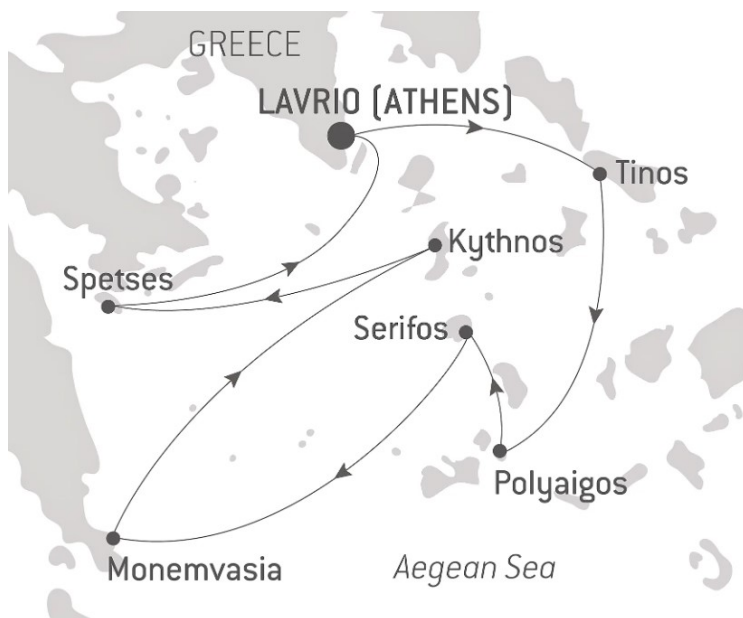 GREECE
LAVRIO (ATHENS)
Tinos
Kythnos
Spetses
Serifos
Polyaigos
Monemvasia
Aegean Sea